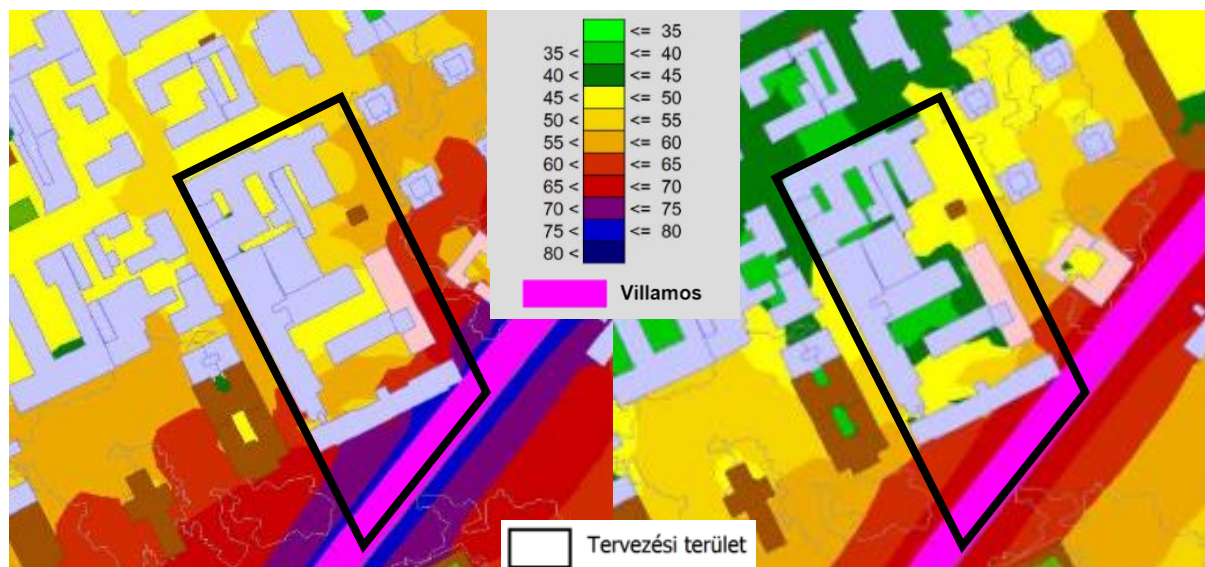 <= 35
35 < <= 40
40 < <= 45
45 < <= 50
50 < <= 55
55 < <= 60
60 < <= 65
65 < <= 70
70 < <= 75
75 < <= 80
80 <
Villamos
Tervezési terület